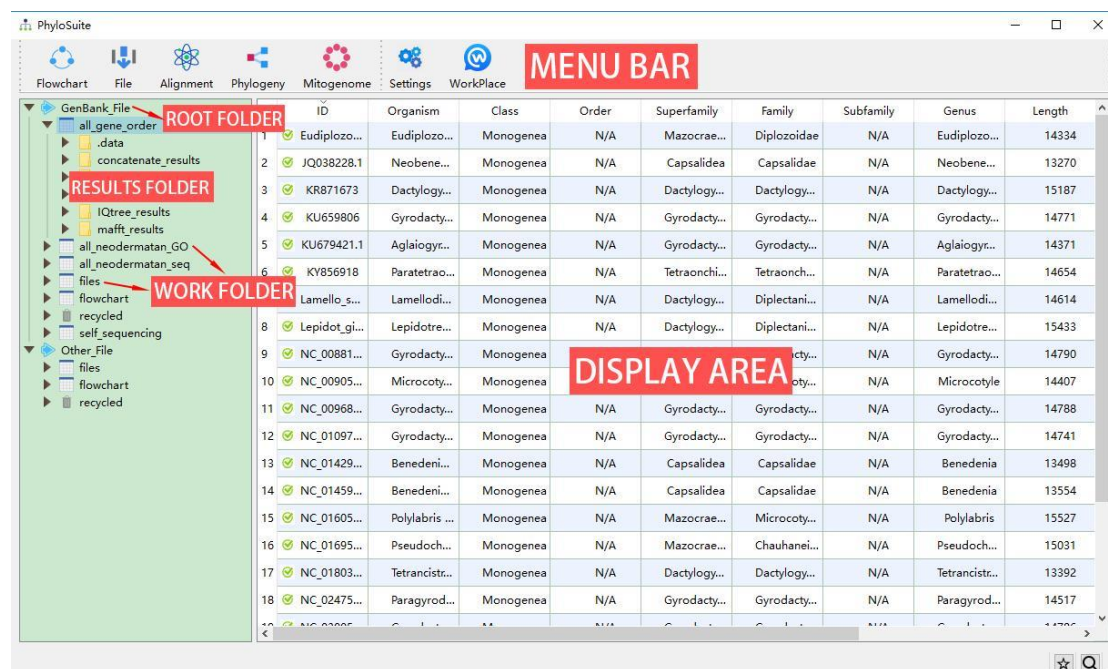 PhyloSuite
Flowchart File Alignment Phylogeny Mitogenome Settings WorkPlace
MENU BAR
GenBank_File
ROOT FOLDER
all_gene_order
.data
concatenate_results
RESULTS FOLDER
IQtree_results
mafft_results
all_neodermatan_GO
all_neodermatan_seq
files
WORK FOLDER
flowchart
recycled
self_sequencing
Other_File
files
flowchart
recycled
ID Organism Class Order Superfamily Family Subfamily Genus Length
1 Eudiplozo... Eudiplozo... Monogenea N/A Mazocrae... Diplozoidae N/A Eudiplozo... 14334
2 JQ038228.1 Neobene... Monogenea N/A Capsalidea Capsalidae N/A Neobene... 13270
3 KR871673 Dactylogy... Monogenea N/A Dactylogy... Dactylogy... N/A Dactylogy... 15187
4 KU659806 Gyrodacty... Monogenea N/A Gyrodacty... Gyrodacty... N/A Gyrodacty... 14771
5 KU679421.1 Aglaiogyr... Monogenea N/A Gyrodacty... Gyrodacty... N/A Aglaiogyr... 14371
6 KY856918 Paratetrao... Monogenea N/A Tetraonchi... Tetraonch... N/A Paratetrao... 14654
Lamello_s... Lamellodi... Monogenea N/A Dactylogy... Diplectani... N/A Lamellodi... 14614
8 Lepidot_gi... Lepidotre... Monogenea N/A Dactylogy... Diplectani... N/A Lepidotre... 15433
9 NC_00881... Gyrodacty... Monogenea N/A Gyrodacty... acty... N/A Gyrodacty... 14790
DISPLAY AREA
10 NC_00905... Microcoty... Monogenea oty... N/A Microcotyle 14407
11 NC_00968... Gyrodacty... Monogenea N/A Gyrodacty... Gyrodacty... N/A Gyrodacty... 14788
12 NC_01097... Gyrodacty... Monogenea N/A Gyrodacty... Gyrodacty... N/A Gyrodacty... 14741
13 NC_01429... Benedeni... Monogenea N/A Capsalidea Capsalidae N/A Benedenia 13498
14 NC_01459... Benedeni... Monogenea N/A Capsalidea Capsalidae N/A Benedenia 13554
15 NC_01605... Polylabris ... Monogenea N/A Mazocrae... Microcoty... N/A Polylabris 15527
16 NC_01695... Pseudoch... Monogenea N/A Mazocrae... Chauhanei... N/A Pseudoch... 15031
17 NC_01803... Tetrancistr... Monogenea N/A Dactylogy... Dactylogy... N/A Tetrancistr... 13392
18 NC_02475... Paragyrod... Monogenea N/A Gyrodacty... Gyrodacty... N/A Paragyrod... 14517